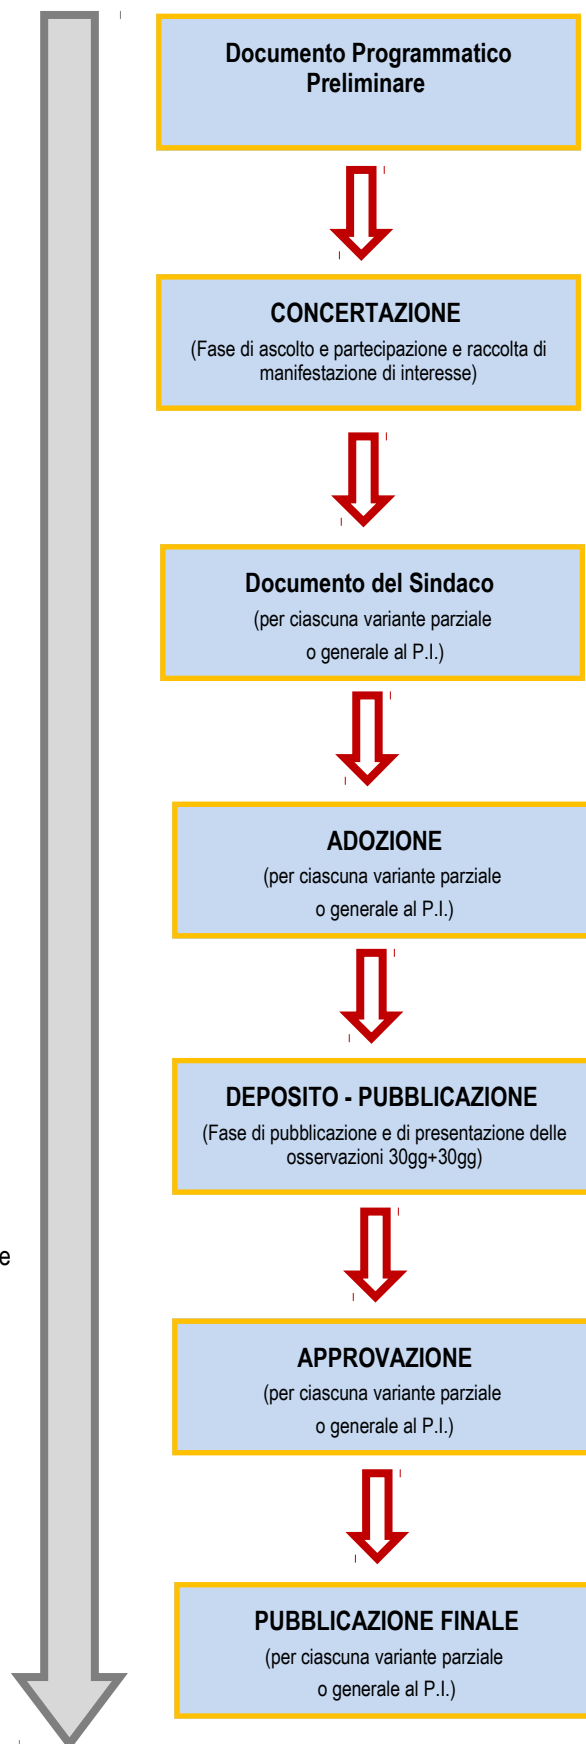 Documento Programmatico
Preliminare
CONCERTAZIONE
(Fase di ascolto e partecipazione e raccolta di
manifestazione di interesse)
Documento del Sindaco
(per ciascuna variante parziale
o generale al P.I.)
ADOZIONE
(per ciascuna variante parziale
o generale al P.I.)
DEPOSITO - PUBBLICAZIONE
(Fase di pubblicazione e di presentazione delle
osservazioni 30gg+30gg)
e
APPROVAZIONE
(per ciascuna variante parziale
o generale al P.I.)
PUBBLICAZIONE FINALE
(per ciascuna variante parziale
o generale al P.I.)